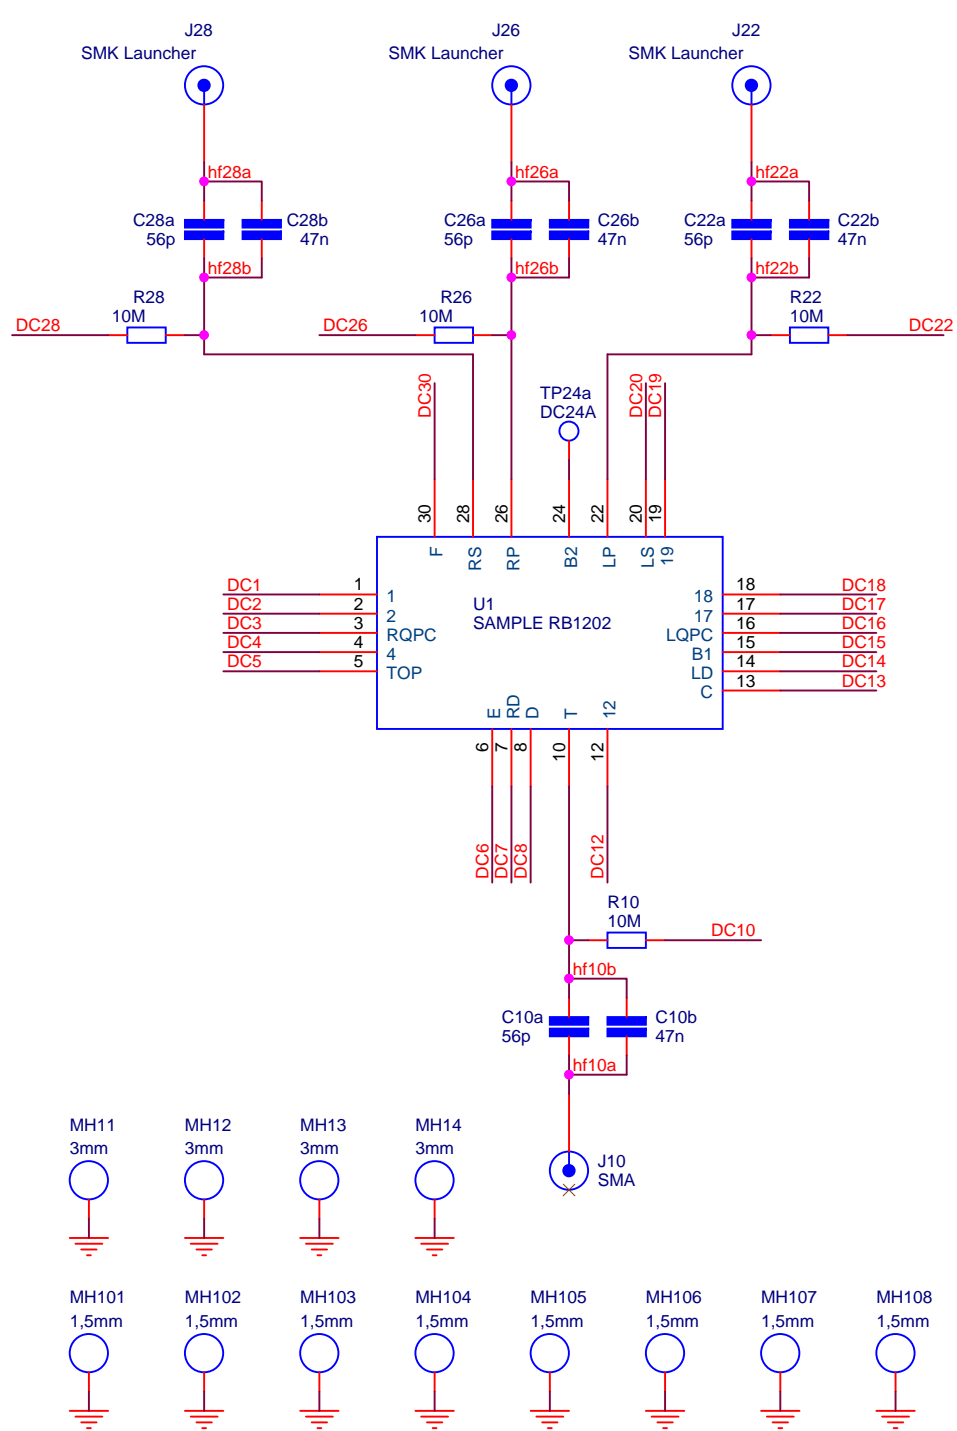 J28
SMK Launcher
J26
SMK Launcher
J22
SMK Launcher
hf28a
hf26a
hf22a
C28a
56p
C28b
47n
C26a
56p
C26b
47n
C22a
56p
C22b
47n
hf28b
hf26b
hf22b
R28
10M
DC28
R26
10M
DC26
R22
10M
DC22
DC30
TP24a
DC24A
DC20
DC19
30
28
26
24
22
20
19
F
RS
RP
B2
LP
LS
19
DC1
1
1
DC2
2
2
DC3
3
RQPC
DC4
4
4
DC5
5
TOP
U1
SAMPLE RB1202
18
18
DC18
17
17
DC17
LQPC
16
DC16
B1
15
DC15
LD
14
DC14
C
13
DC13
E
RD
D
T
12
6
7
8
10
12
DC6
DC7
DC8
DC12
R10
10M
DC10
hf10b
C10a
56p
C10b
47n
hf10a
J10
SMA
MH11
3mm
MH12
3mm
MH13
3mm
MH14
3mm
MH101
1,5mm
MH102
1,5mm
MH103
1,5mm
MH104
1,5mm
MH105
1,5mm
MH106
1,5mm
MH107
1,5mm
MH108
1,5mm